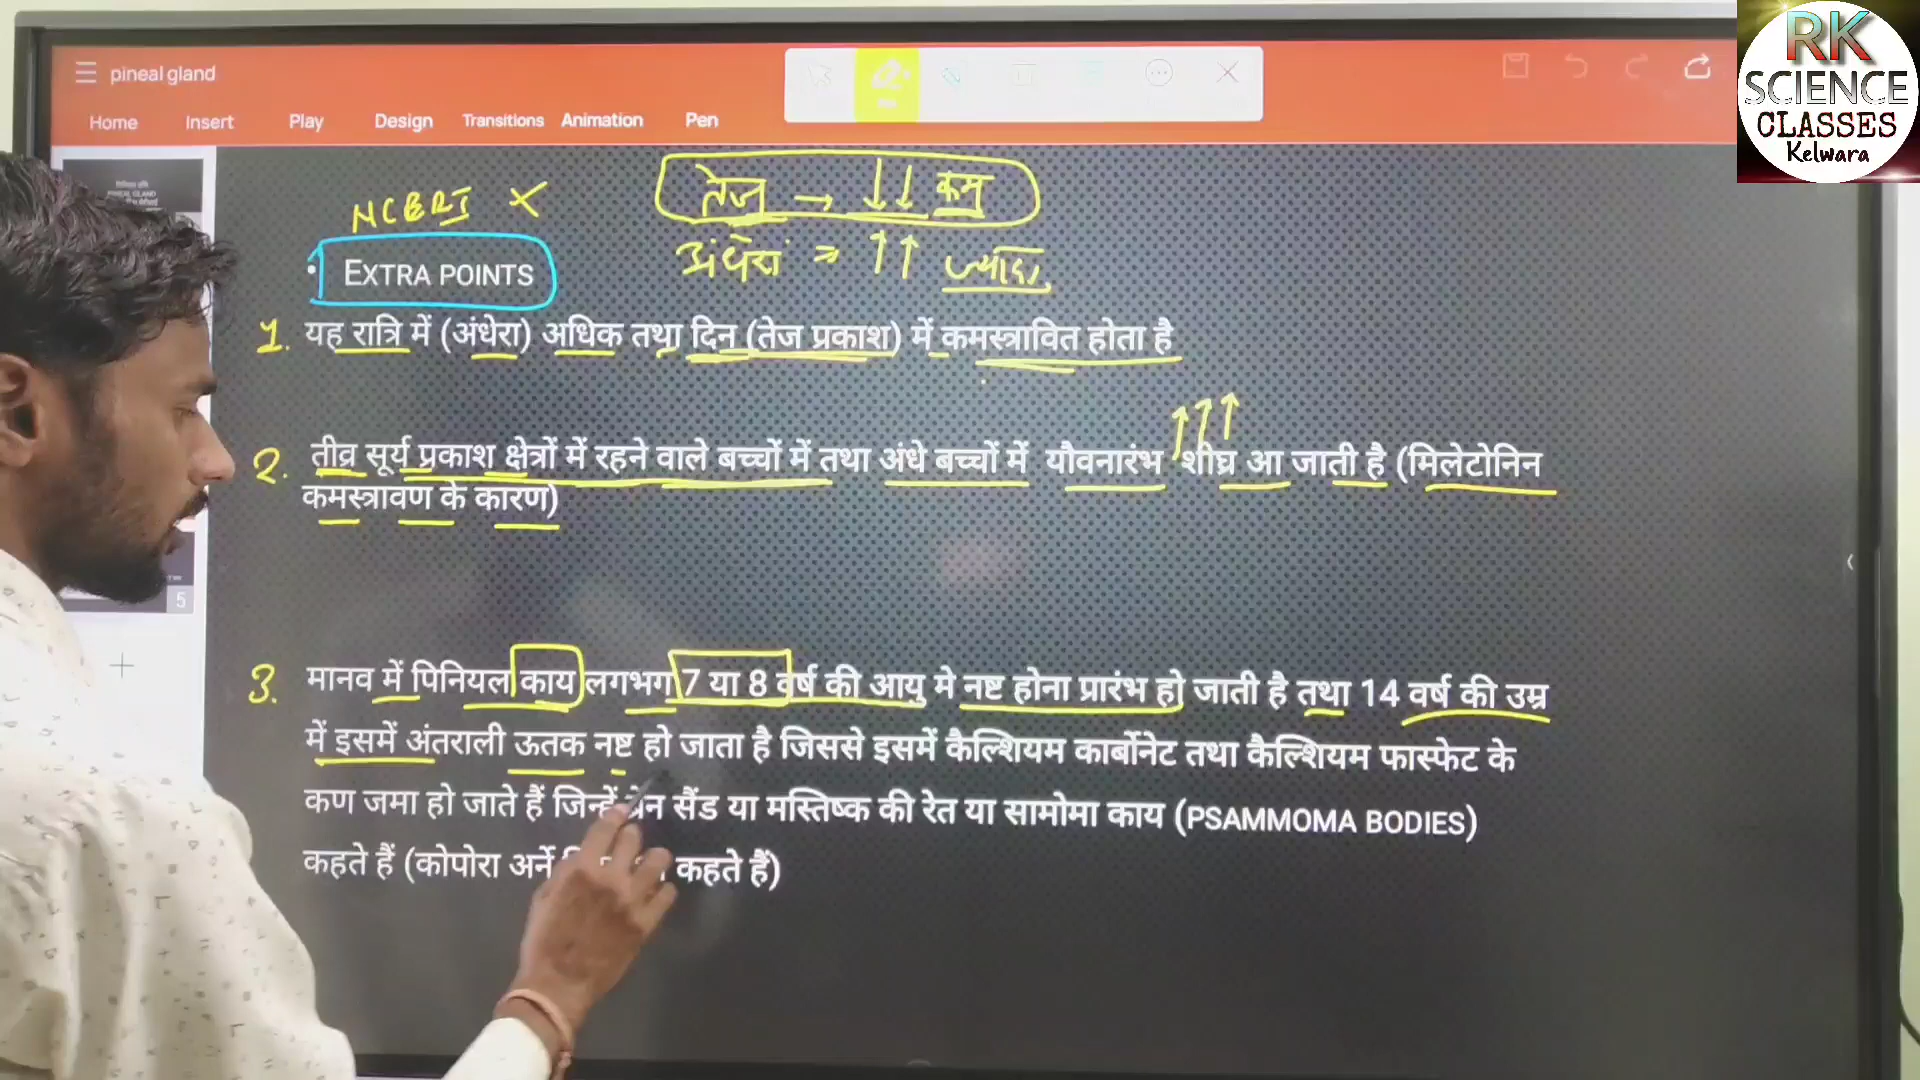 RK
SCIENCE
CLASSES
Kelwara
pineal gland
Home Insert Play Design Transitions Animation Pen
तेज → ↓↓ कम
NCERT ×
अंधेरा ⇒ ↑↑ ज्यादा
• EXTRA POINTS
1. यह रात्रि में (अंधेरा) अधिक तथा दिन (तेज प्रकाश) में कमस्त्रावित होता है
2. तीव्र सूर्य प्रकाश क्षेत्रों में रहने वाले बच्चों में तथा अंधे बच्चों में यौवनारंभ शीघ्र आ जाती है (मिलेटोनिन
कमस्त्रावण के कारण)
5
3. मानव में पिनियल काय लगभग 7 या 8 वर्ष की आयु मे नष्ट होना प्रारंभ हो जाती है तथा 14 वर्ष की उम्र
में इसमें अंतराली ऊतक नष्ट हो जाता है जिससे इसमें कैल्शियम कार्बोनेट तथा कैल्शियम फास्फेट के
कण जमा हो जाते हैं जिन्हें सैंड या मस्तिष्क की रेत या सामोमा काय (PSAMMOMA BODIES)
कहते हैं (कोपोरा अर्ने कहते हैं)